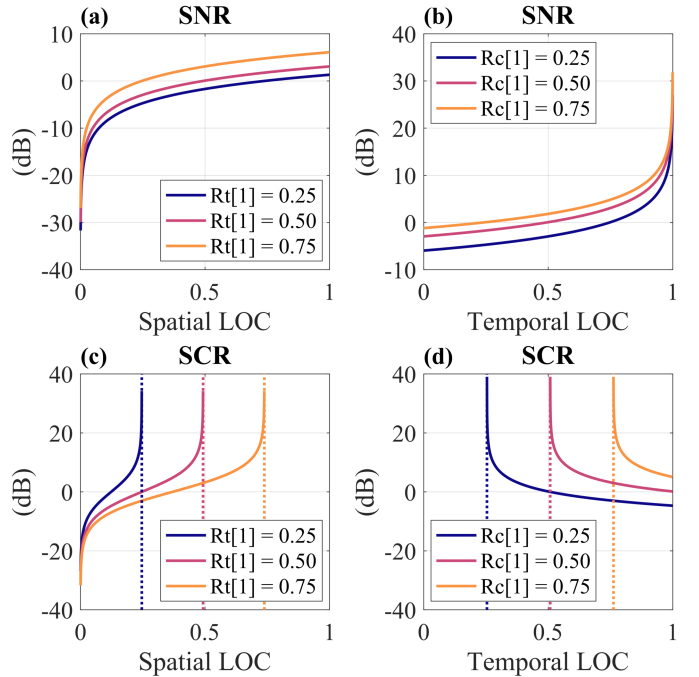 (a) SNR
(dB)
10
0
-10
-20
-30
-40
Rt[1] = 0.25
Rt[1] = 0.50
Rt[1] = 0.75
0 0.5 1
Spatial LOC
(b) SNR
(dB)
40
30
20
10
0
-10
Rc[1] = 0.25
Rc[1] = 0.50
Rc[1] = 0.75
0 0.5 1
Temporal LOC
(c) SCR
(dB)
40
20
0
-20
-40
Rt[1] = 0.25
Rt[1] = 0.50
Rt[1] = 0.75
0 0.5 1
Spatial LOC
(d) SCR
(dB)
40
20
0
-20
-40
Rc[1] = 0.25
Rc[1] = 0.50
Rc[1] = 0.75
0 0.5 1
Temporal LOC